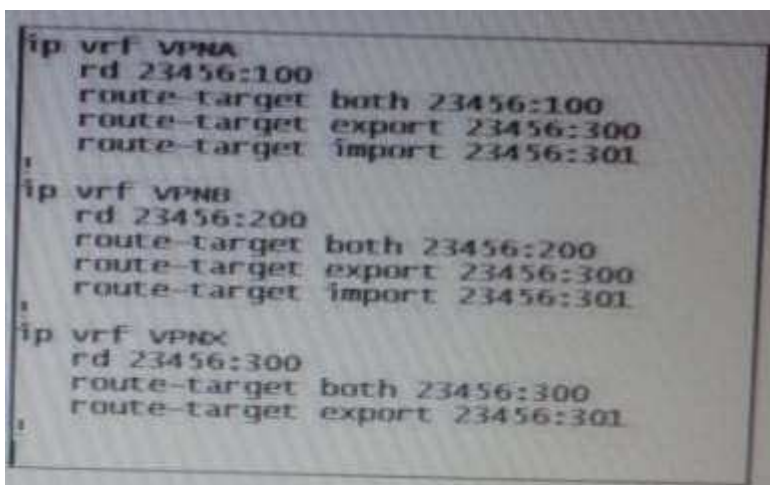 ip vrf VPNA
rd 23456:100
route-target both 23456:100
route-target export 23456:300
route-target import 23456:301
!
ip vrf VPNB
rd 23456:200
route-target both 23456:200
route-target export 23456:300
route-target import 23456:301
!
ip vrf VPNX
rd 23456:300
route-target both 23456:300
route-target export 23456:301
!